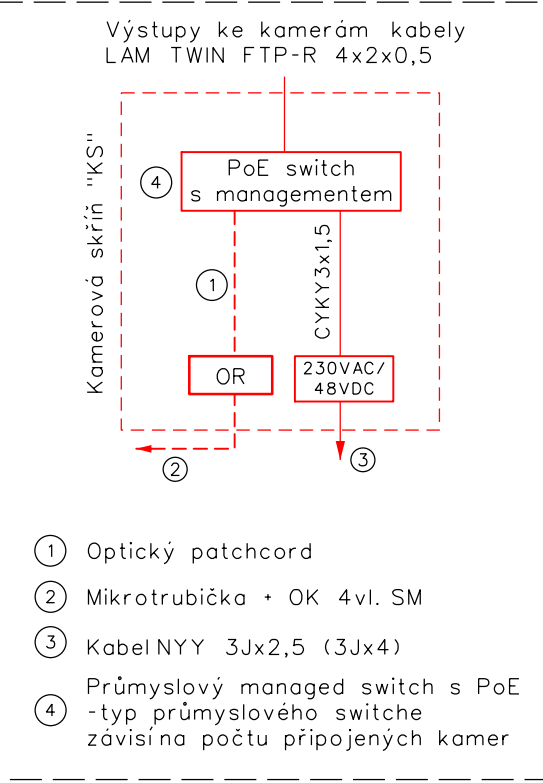 Výstupy ke kamerám kabely
LAM TWIN FTP-R 4x2x0,5
Kamerová skříň "KS"
4
PoE switch
s managementem
1
CYKY3x1,5
OR
230VAC/
48VDC
2
3
1 Optický patchcord
2 Mikrotrubička + OK 4vl. SM
3 Kabel NYY 3Jx2,5 (3Jx4)
Průmyslový managed switch s PoE
4 -typ průmyslového switche
závisí na počtu připojených kamer